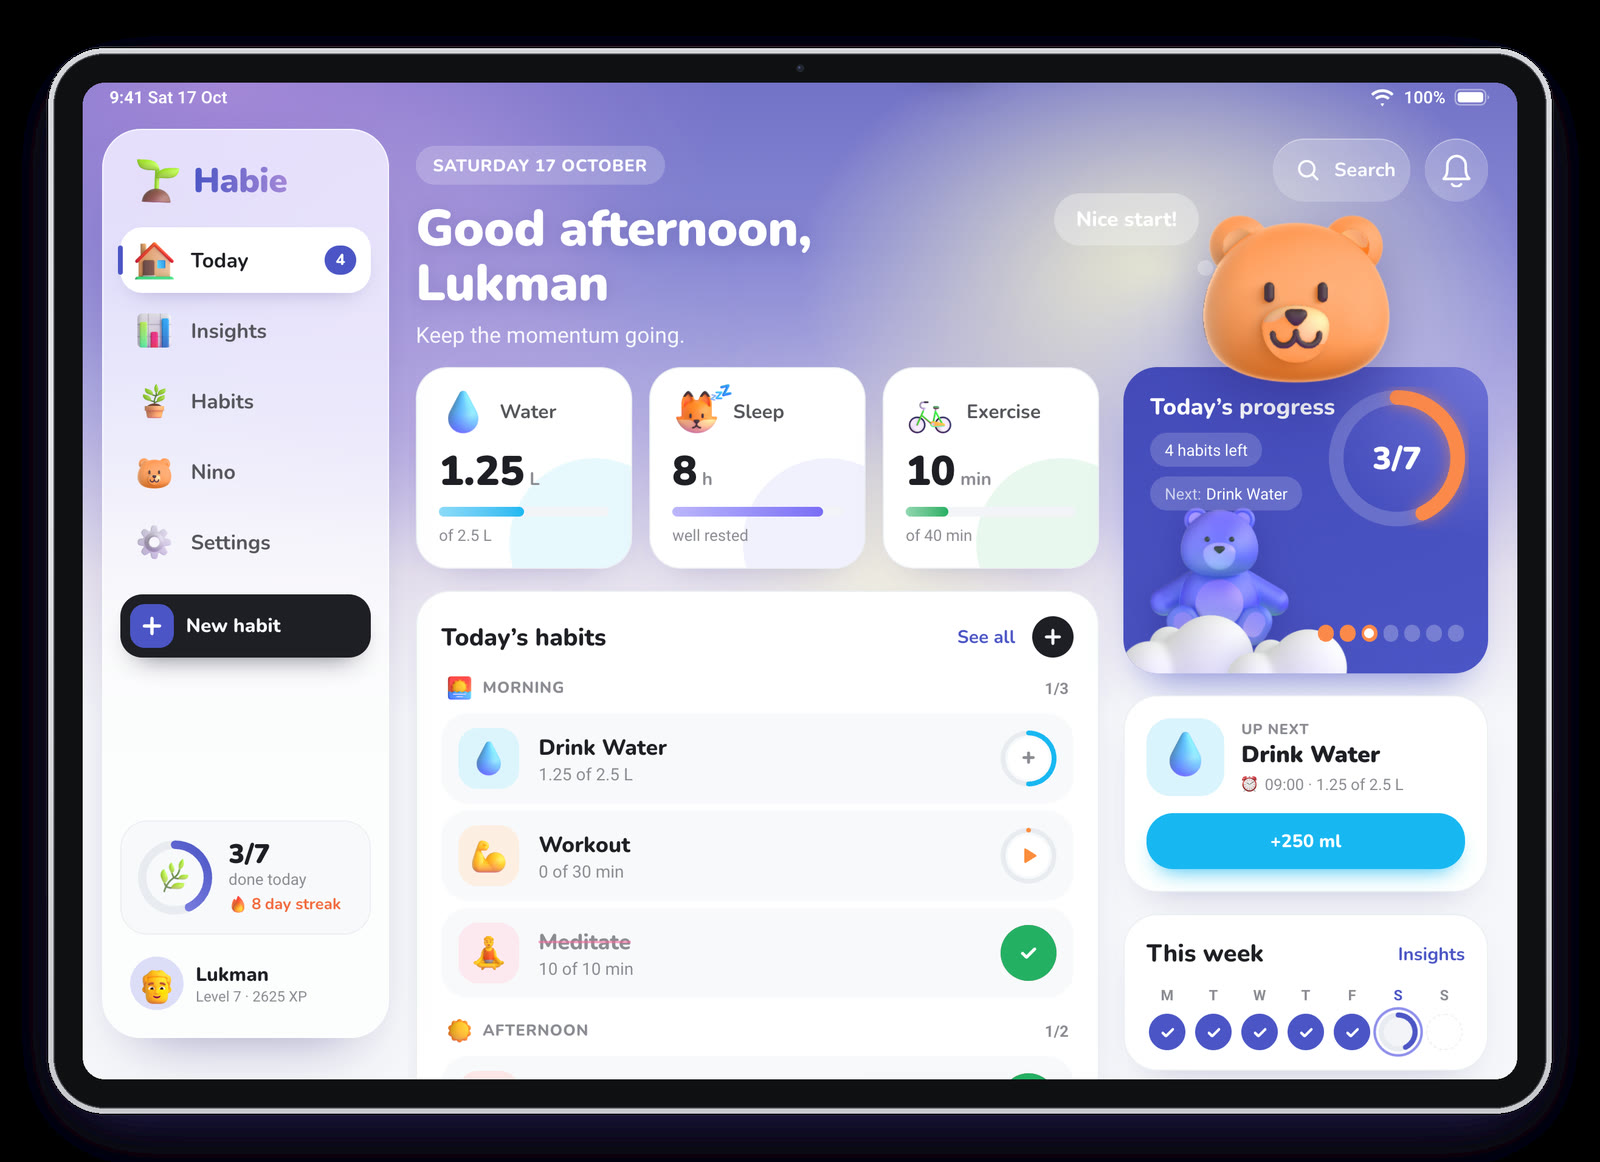 9:41 Sat 17 Oct
100%
Habie
Today
4
Insights
Habits
Nino
Settings
New habit
3/7
done today
8 day streak
Lukman
Level 7 · 2625 XP
SATURDAY 17 OCTOBER
Good afternoon,
Lukman
Keep the momentum going.
Search
Nice start!
Water
1.25 L
of 2.5 L
Sleep
8 h
well rested
Exercise
10 min
of 40 min
Today’s habits
See all
MORNING
1/3
Drink Water
1.25 of 2.5 L
Workout
0 of 30 min
Meditate
10 of 10 min
AFTERNOON
1/2
Today’s progress
4 habits left
Next: Drink Water
3/7
UP NEXT
Drink Water
09:00 · 1.25 of 2.5 L
+250 ml
This week
Insights
M T W T F S S